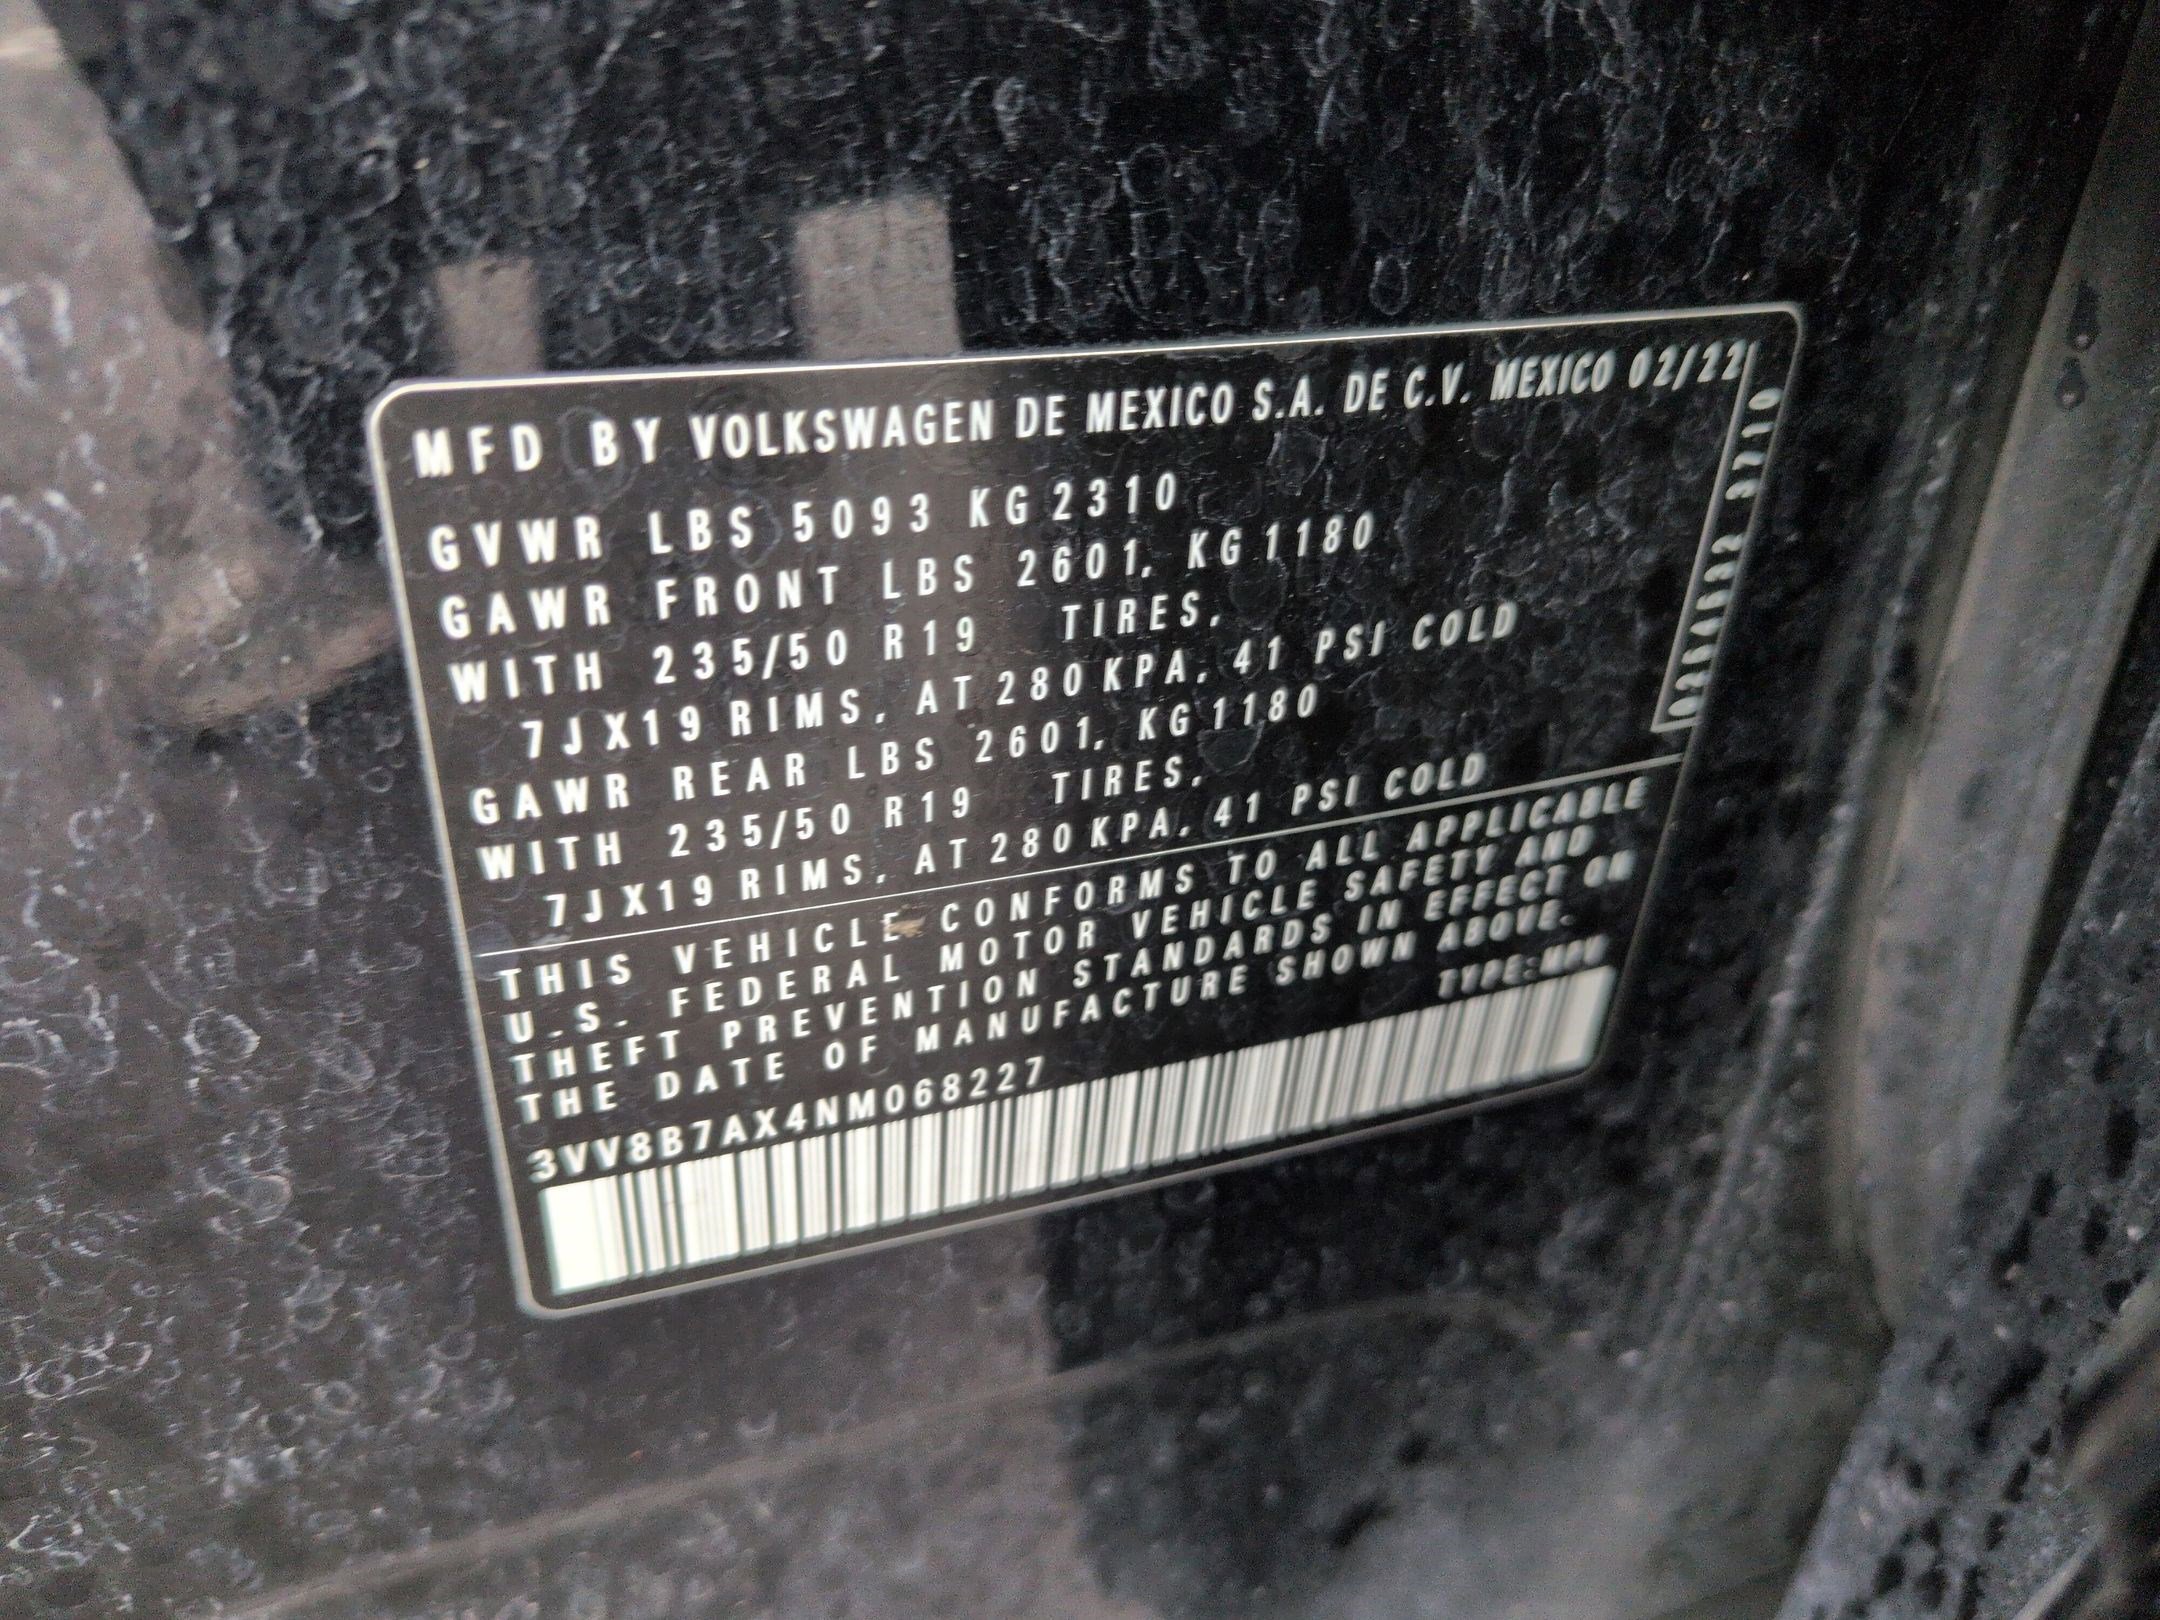 MFD BY VOLKSWAGEN DE MEXICO S.A. DE C.V. MEXICO 02/22
GVWR LBS 5093 KG 2310
GAWR FRONT LBS 2601, KG 1180
WITH 235/50 R19 TIRES,
7JX19 RIMS, AT 280 KPA, 41 PSI COLD
GAWR REAR LBS 2601, KG 1180
WITH 235/50 R19 TIRES,
7JX19 RIMS, AT 280 KPA, 41 PSI COLD
THIS VEHICLE CONFORMS TO ALL APPLICABLE
U.S. FEDERAL MOTOR VEHICLE SAFETY AND
THEFT PREVENTION STANDARDS IN EFFECT ON
THE DATE OF MANUFACTURE SHOWN ABOVE.
3VV8B7AX4NM068227 TYPE:MPV